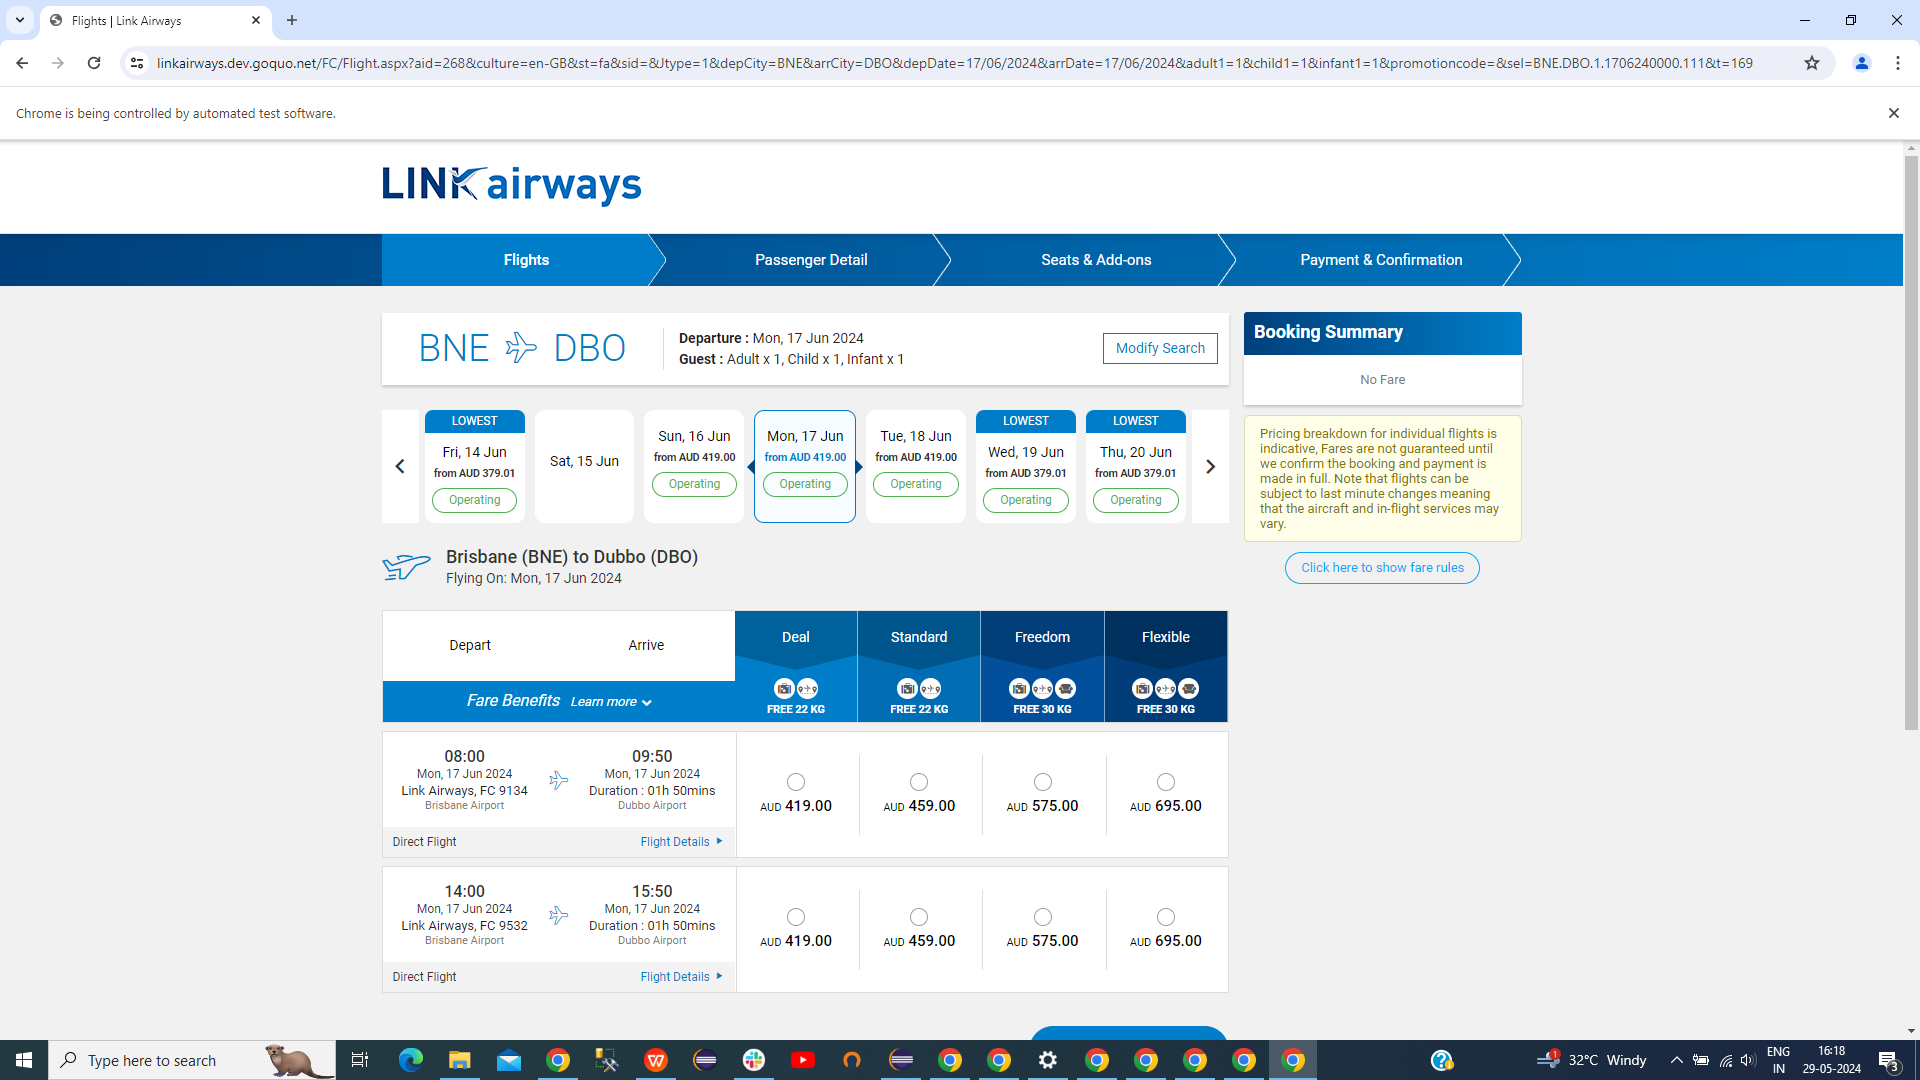 Flights | Link Airways
linkairways.dev.goquo.net/FC/Flight.aspx?aid=268&culture=en-GB&st=fa&sid=&Jtype=1&depCity=BNE&arrCity=DBO&depDate=17/06/2024&arrDate=17/06/2024&adult1=1&child1=1&infant1=1&promotioncode=&sel=BNE.DBO.1.1706240000.111&t=169
Chrome is being controlled by automated test software.
LINK airways
Flights
Passenger Detail
Seats & Add-ons
Payment & Confirmation
BNE DBO
Departure : Mon, 17 Jun 2024
Guest : Adult x 1, Child x 1, Infant x 1
Modify Search
Booking Summary
No Fare
LOWEST
Fri, 14 Jun
from AUD 379.01
Operating
Sat, 15 Jun
Sun, 16 Jun
from AUD 419.00
Operating
Mon, 17 Jun
from AUD 419.00
Operating
Tue, 18 Jun
from AUD 419.00
Operating
LOWEST
Wed, 19 Jun
from AUD 379.01
Operating
LOWEST
Thu, 20 Jun
from AUD 379.01
Operating
Pricing breakdown for individual flights is
indicative, Fares are not guaranteed until
we confirm the booking and payment is
made in full. Note that flights can be
subject to last minute changes meaning
that the aircraft and in-flight services may
vary.
Click here to show fare rules
Brisbane (BNE) to Dubbo (DBO)
Flying On: Mon, 17 Jun 2024
Depart
Arrive
Deal
Standard
Freedom
Flexible
Fare Benefits Learn more
FREE 22 KG
FREE 22 KG
FREE 30 KG
FREE 30 KG
08:00
Mon, 17 Jun 2024
Link Airways, FC 9134
Brisbane Airport
09:50
Mon, 17 Jun 2024
Duration : 01h 50mins
Dubbo Airport
AUD 419.00
AUD 459.00
AUD 575.00
AUD 695.00
Direct Flight
Flight Details
14:00
Mon, 17 Jun 2024
Link Airways, FC 9532
Brisbane Airport
15:50
Mon, 17 Jun 2024
Duration : 01h 50mins
Dubbo Airport
AUD 419.00
AUD 459.00
AUD 575.00
AUD 695.00
Direct Flight
Flight Details
Type here to search
32°C Windy
ENG
IN
16:18
29-05-2024
3